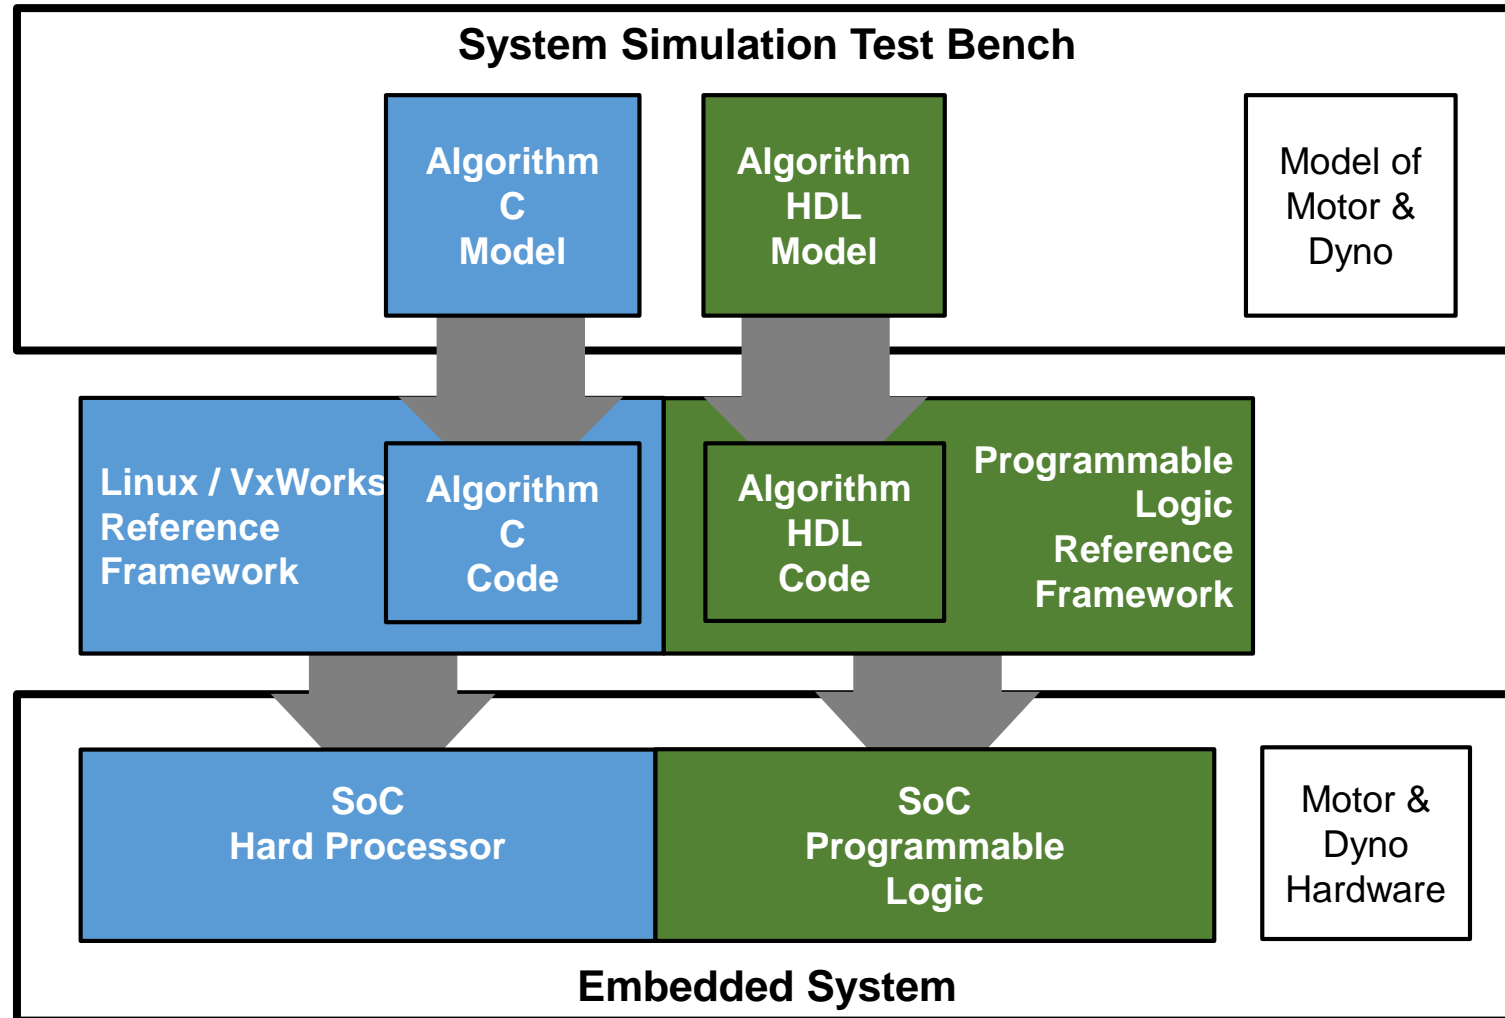 System Simulation Test Bench
Algorithm
C
Model
Algorithm
HDL
Model
Model of
Motor &
Dyno
Linux / VxWorks
Reference
Framework
Algorithm
C
Code
Algorithm
HDL
Code
Programmable
Logic
Reference
Framework
SoC
Hard Processor
SoC
Programmable
Logic
Motor &
Dyno
Hardware
Embedded System